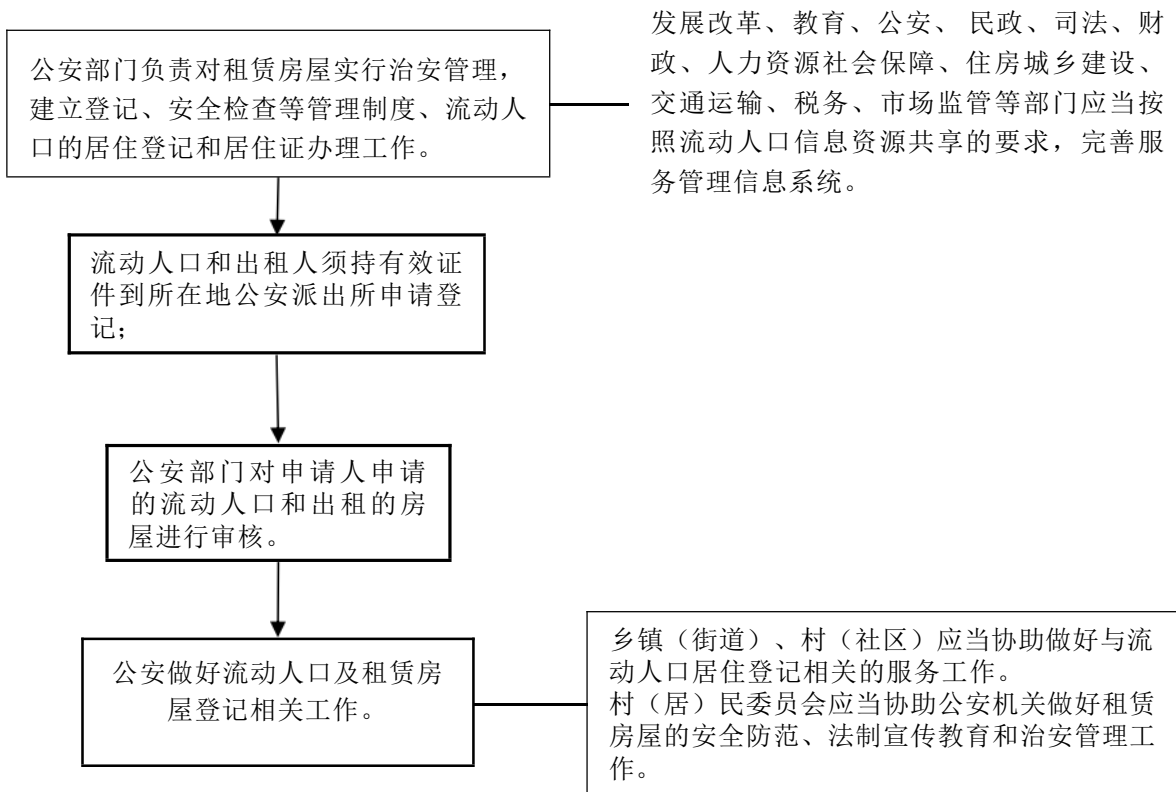 公安部门负责对租赁房屋实行治安管理，
建立登记、安全检查等管理制度、流动人
口的居住登记和居住证办理工作。
发展改革、教育、公安、 民政、司法、财
政、人力资源社会保障、住房城乡建设、
交通运输、税务、市场监管等部门应当按
照流动人口信息资源共享的要求，完善服
务管理信息系统。
流动人口和出租人须持有效证
件到所在地公安派出所申请登
记；
公安部门对申请人申请
的流动人口和出租的房
屋进行审核。
公安做好流动人口及租赁房
屋登记相关工作。
乡镇（街道）、村（社区）应当协助做好与流
动人口居住登记相关的服务工作。
村（居）民委员会应当协助公安机关做好租赁
房屋的安全防范、法制宣传教育和治安管理工
作。